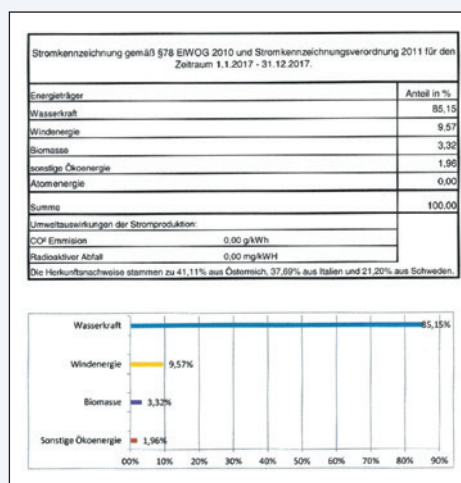 Stromkennzeichnung gemäß §78 ElWOG 2010 und Stromkennzeichnungsverordnung 2011 für den
Zeitraum 1.1.2017 - 31.12.2017.
Energieträger Anteil in %
Wasserkraft 85,15
Windenergie 9,57
Biomasse 3,32
sonstige Ökoenergie 1,96
Atomenergie 0,00
Summe 100,00
Umweltauswirkungen der Stromproduktion:
CO² Emmision 0,00 g/kWh
Radioaktiver Abfall 0,00 mg/kWH
Die Herkunftsnachweise stammen zu 41,11% aus Österreich, 37,69% aus Italien und 21,20% aus Schweden.
Wasserkraft 85,15%
Windenergie 9,57%
Biomasse 3,32%
Sonstige Ökoenergie 1,96%
00% 10% 20% 30% 40% 50% 60% 70% 80% 90%